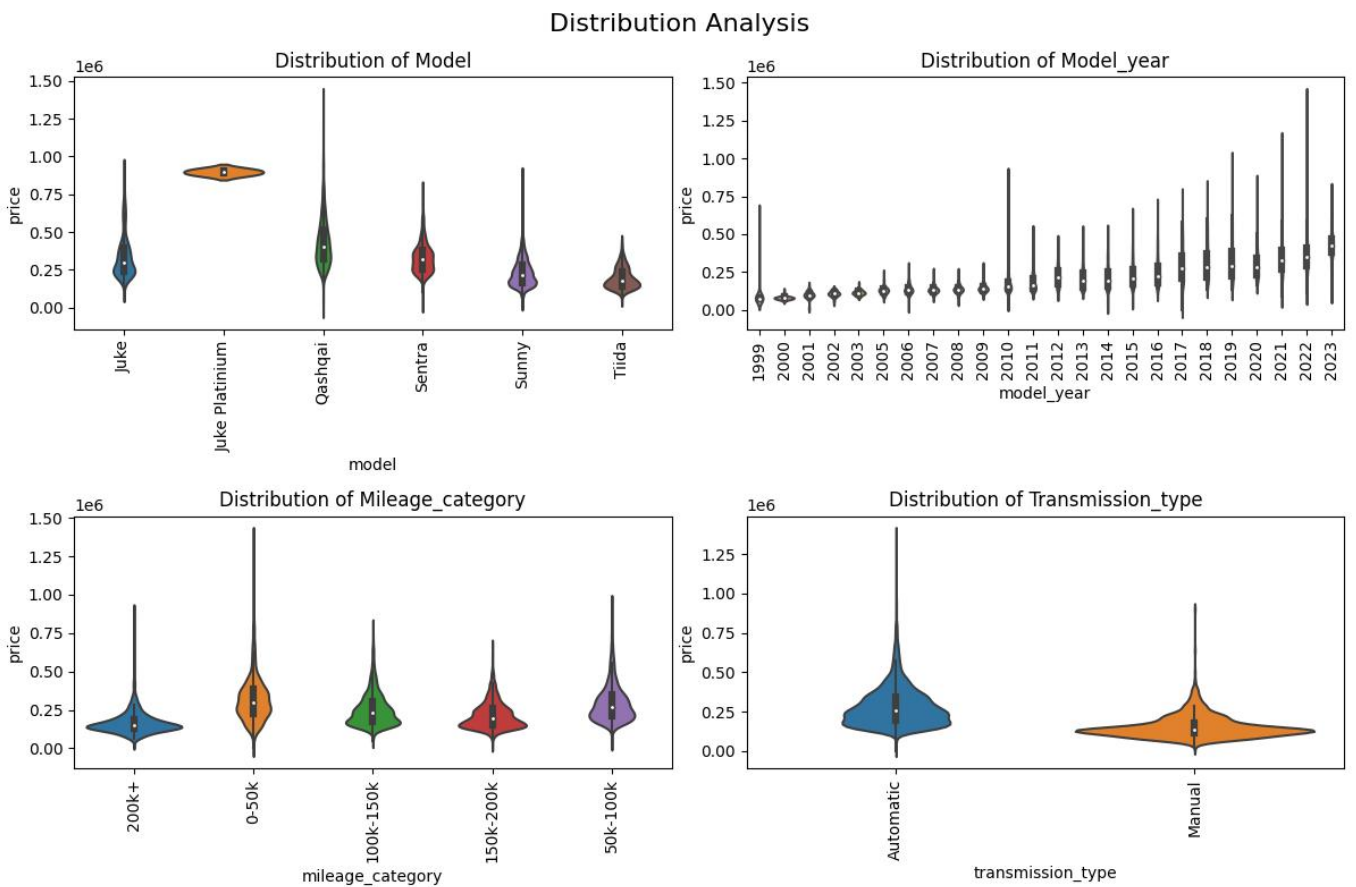 Distribution Analysis
Distribution of Model
1e6
1.50
1.25
1.00
0.75
0.50
0.25
0.00
price
Juke
Juke Platinium
Qashqai
Sentra
Sunny
Tiida
model
Distribution of Model_year
1e6
1.50
1.25
1.00
0.75
0.50
0.25
0.00
price
1999
2000
2001
2002
2003
2005
2006
2007
2008
2009
2010
2011
2012
2013
2014
2015
2016
2017
2018
2019
2020
2021
2022
2023
model_year
Distribution of Mileage_category
1e6
1.50
1.25
1.00
0.75
0.50
0.25
0.00
price
200k+
0-50k
100k-150k
150k-200k
50k-100k
mileage_category
Distribution of Transmission_type
1e6
1.25
1.00
0.75
0.50
0.25
0.00
price
Automatic
Manual
transmission_type